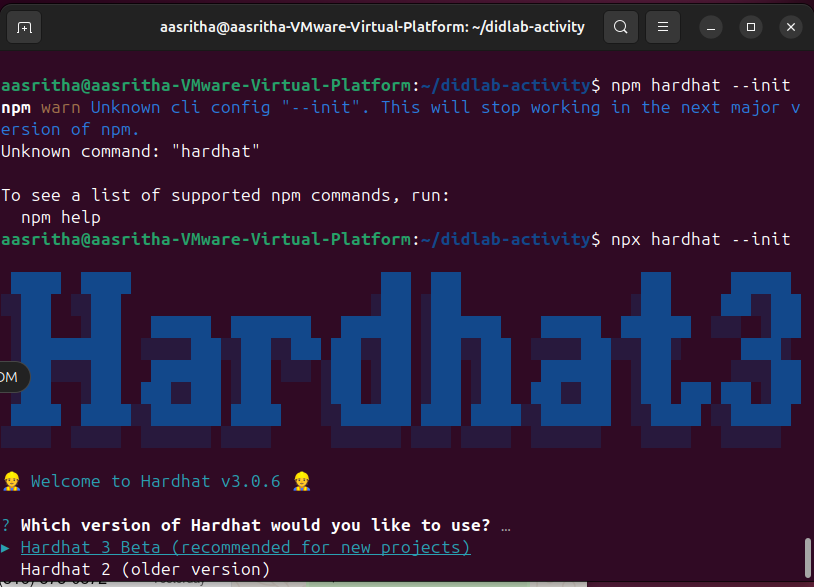 aasritha@aasritha-VMware-Virtual-Platform: ~/didlab-activity
aasritha@aasritha-VMware-Virtual-Platform:~/didlab-activity$ npm hardhat --init
npm warn Unknown cli config "--init". This will stop working in the next major v
ersion of npm.
Unknown command: "hardhat"
To see a list of supported npm commands, run:
npm help
aasritha@aasritha-VMware-Virtual-Platform:~/didlab-activity$ npx hardhat --init
Hardhat 3
OM
👷 Welcome to Hardhat v3.0.6 👷
? Which version of Hardhat would you like to use? …
▸ Hardhat 3 Beta (recommended for new projects)
Hardhat 2 (older version)